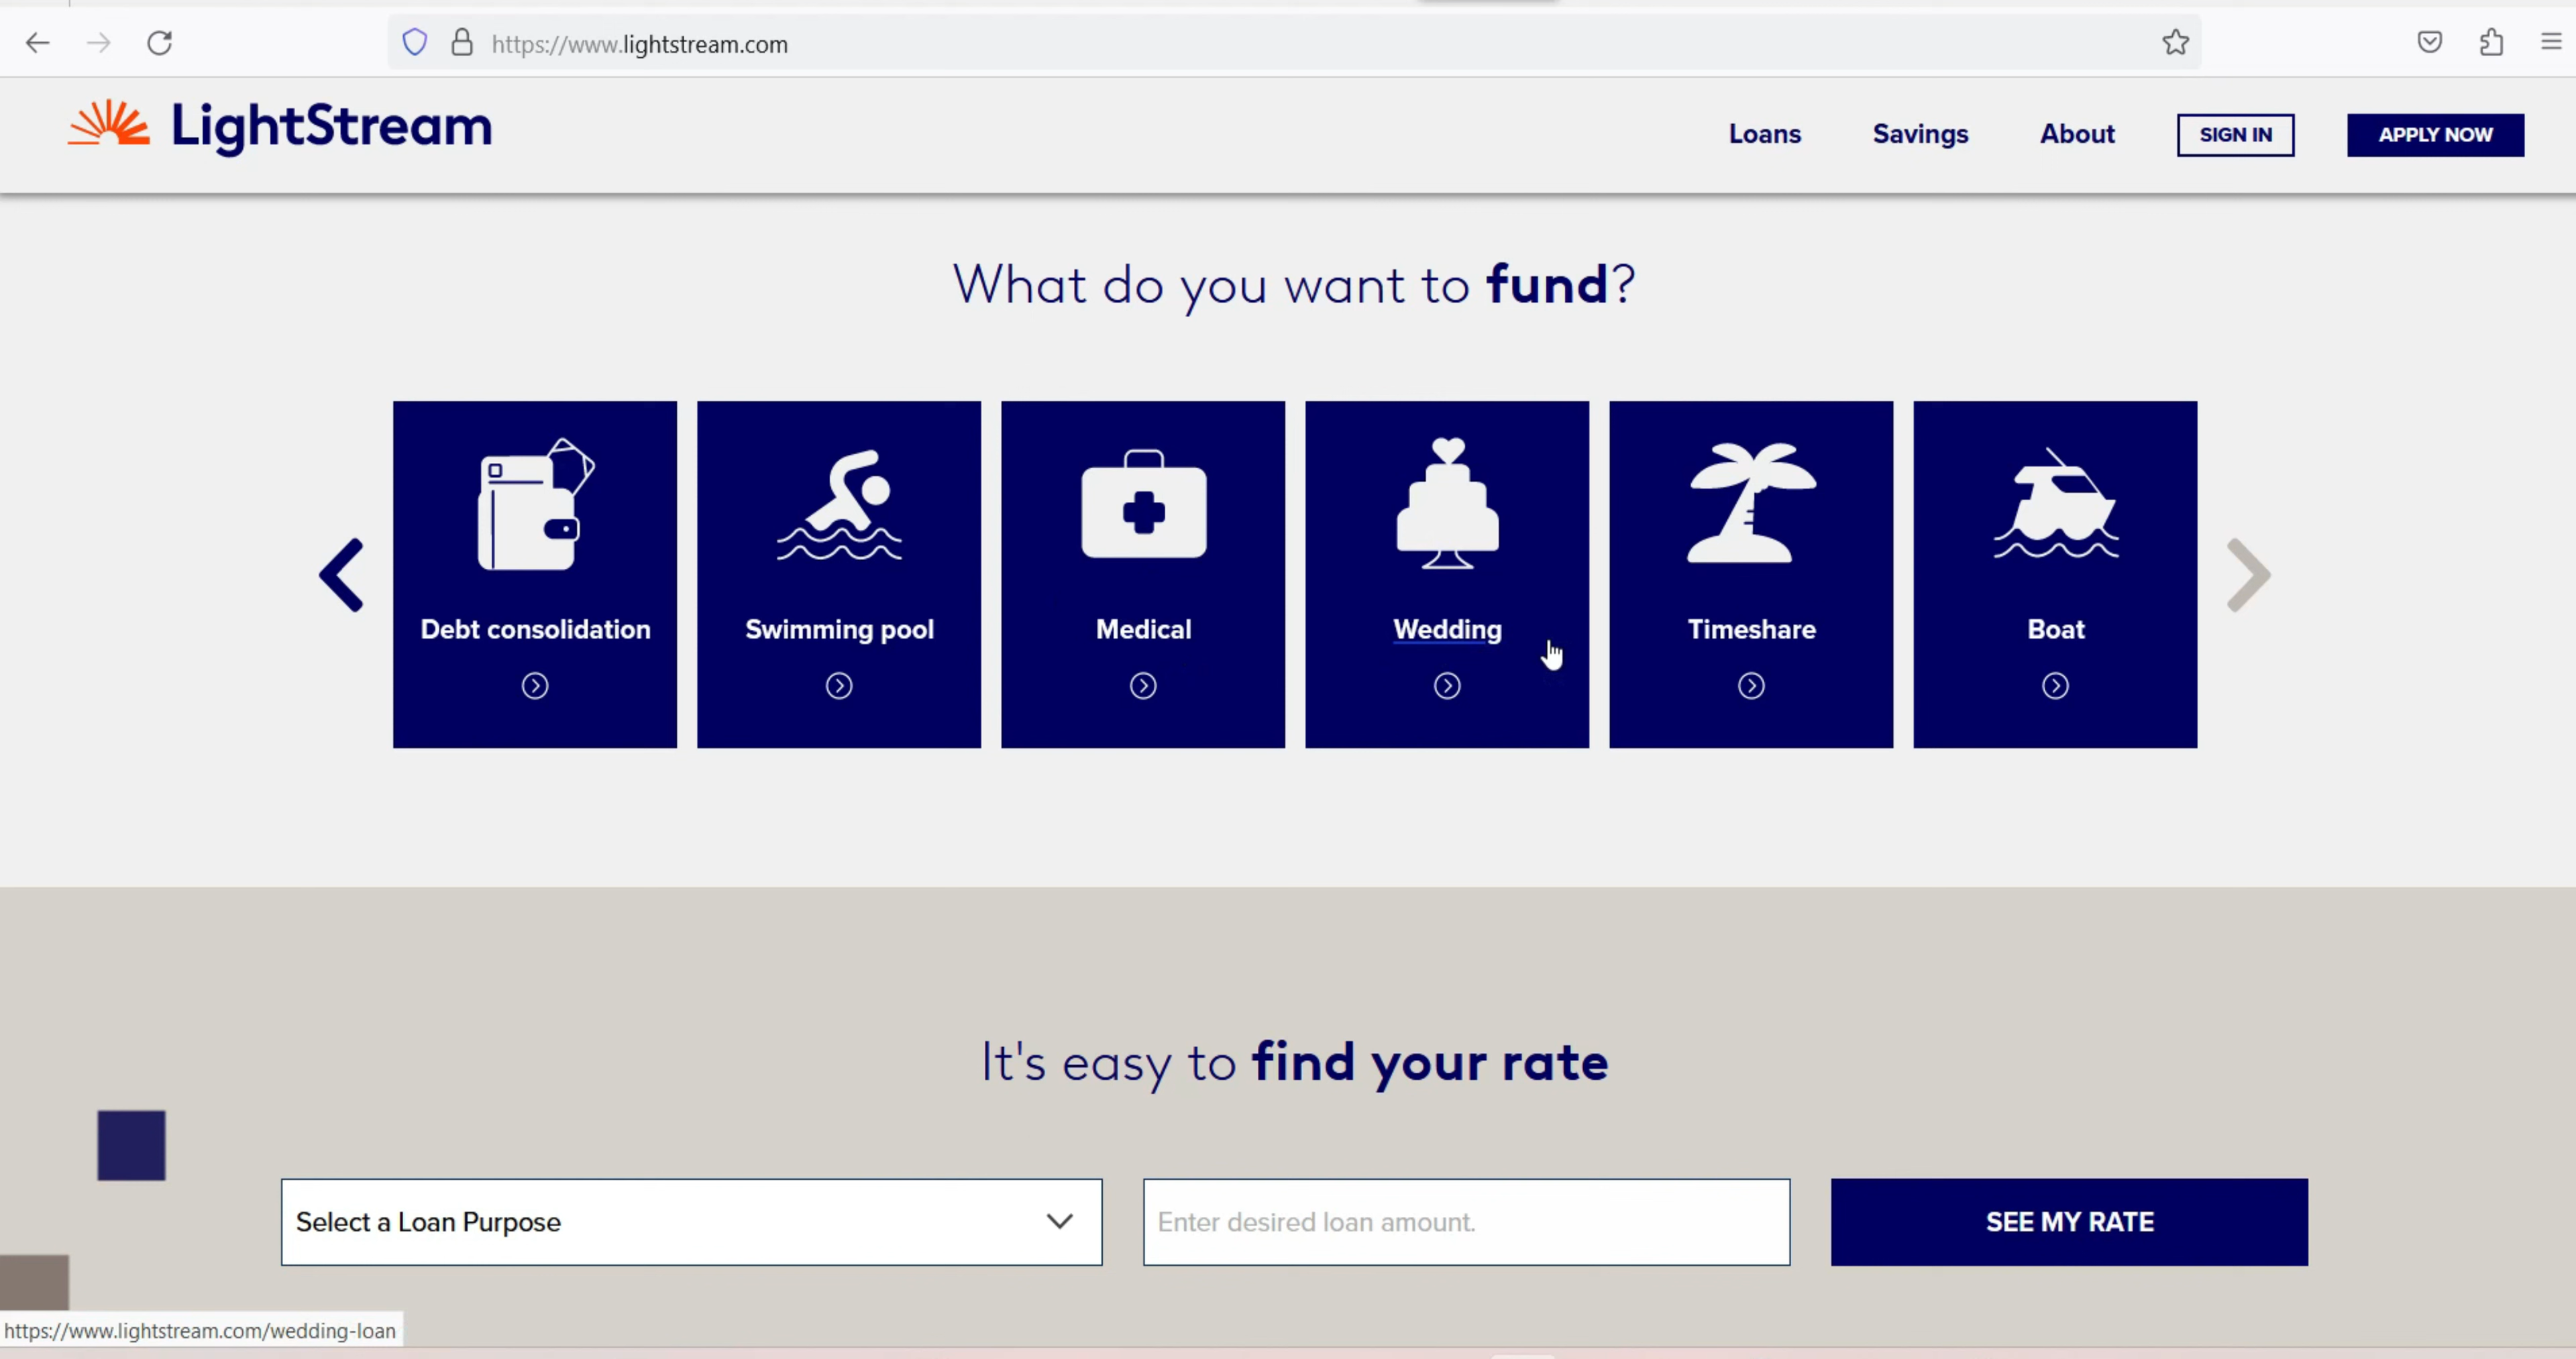 https://www.lightstream.com
LightStream
Loans
Savings
About
SIGN IN
APPLY NOW
What do you want to fund?
Debt consolidation
Swimming pool
Medical
Wedding
Timeshare
Boat
It's easy to find your rate
Select a Loan Purpose
Enter desired loan amount.
SEE MY RATE
https://www.lightstream.com/wedding-loan